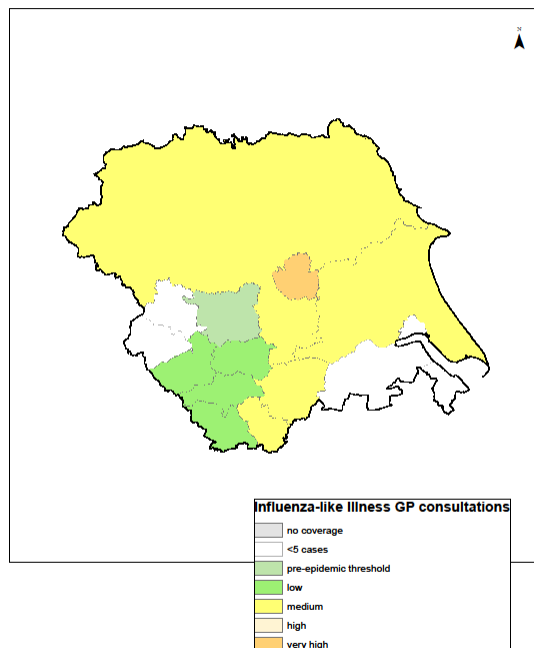 N
Influenza-like Illness GP consultations
no coverage
<5 cases
pre-epidemic threshold
low
medium
high
very high